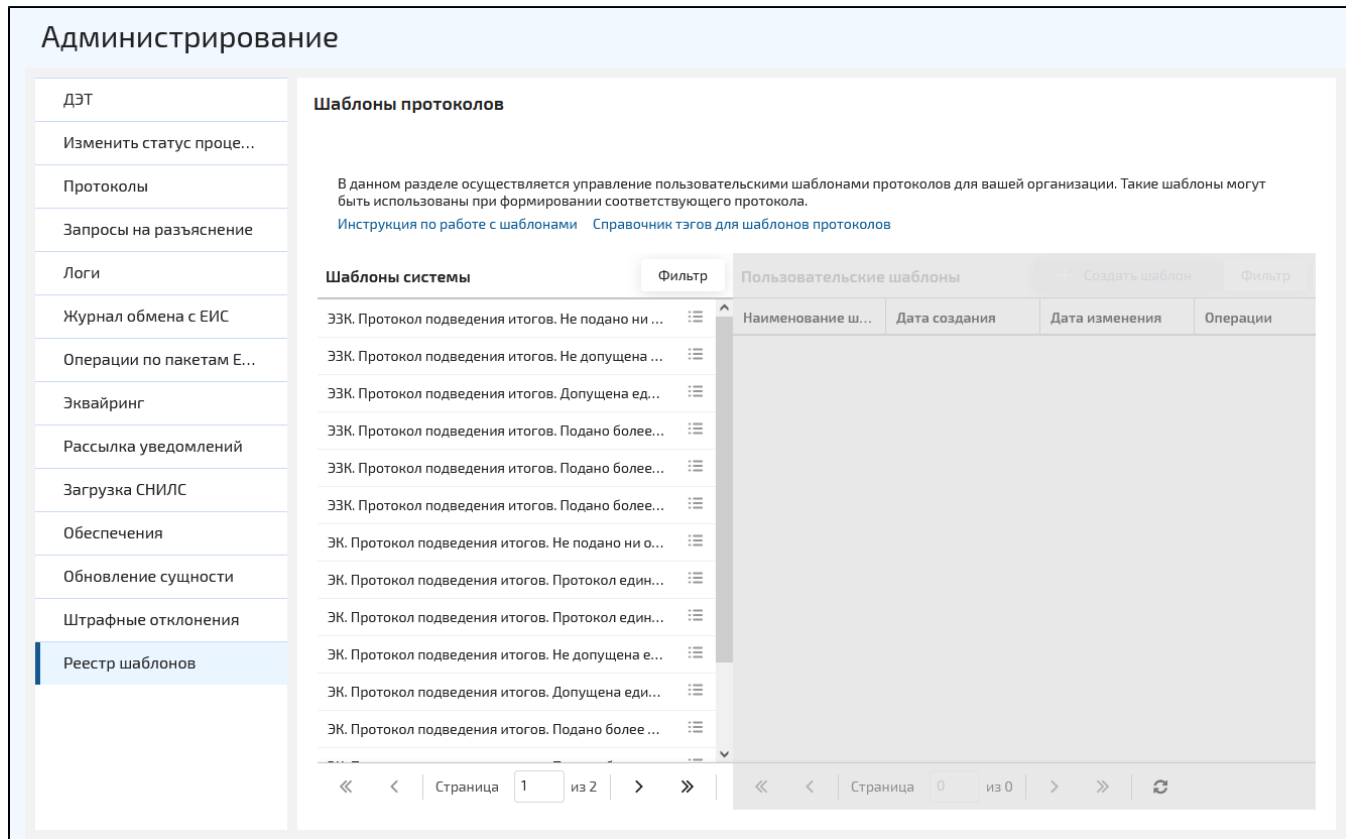 Администрирование
ДЭТ
Изменить статус проце...
Протоколы
Запросы на разъяснение
Логи
Журнал обмена с ЕИС
Операции по пакетам Е...
Эквайринг
Рассылка уведомлений
Загрузка СНИЛС
Обеспечения
Обновление сущности
Штрафные отклонения
Реестр шаблонов
Шаблоны протоколов
В данном разделе осуществляется управление пользовательскими шаблонами протоколов для вашей организации. Такие шаблоны могут
быть использованы при формировании соответствующего протокола.
Инструкция по работе с шаблонами Справочник тэгов для шаблонов протоколов
Шаблоны системы Фильтр
ЭЗК. Протокол подведения итогов. Не подано ни ...
ЭЗК. Протокол подведения итогов. Не допущена ...
ЭЗК. Протокол подведения итогов. Допущена ед...
ЭЗК. Протокол подведения итогов. Подано более...
ЭЗК. Протокол подведения итогов. Подано более...
ЭЗК. Протокол подведения итогов. Подано более...
ЭК. Протокол подведения итогов. Не подано ни о...
ЭК. Протокол подведения итогов. Протокол един...
ЭК. Протокол подведения итогов. Протокол един...
ЭК. Протокол подведения итогов. Не допущена е...
ЭК. Протокол подведения итогов. Допущена еди...
ЭК. Протокол подведения итогов. Подано более ...
Страница 1 из 2
Пользовательские шаблоны Создать шаблон Фильтр
Наименование ш... Дата создания Дата изменения Операции
Страница 0 из 0